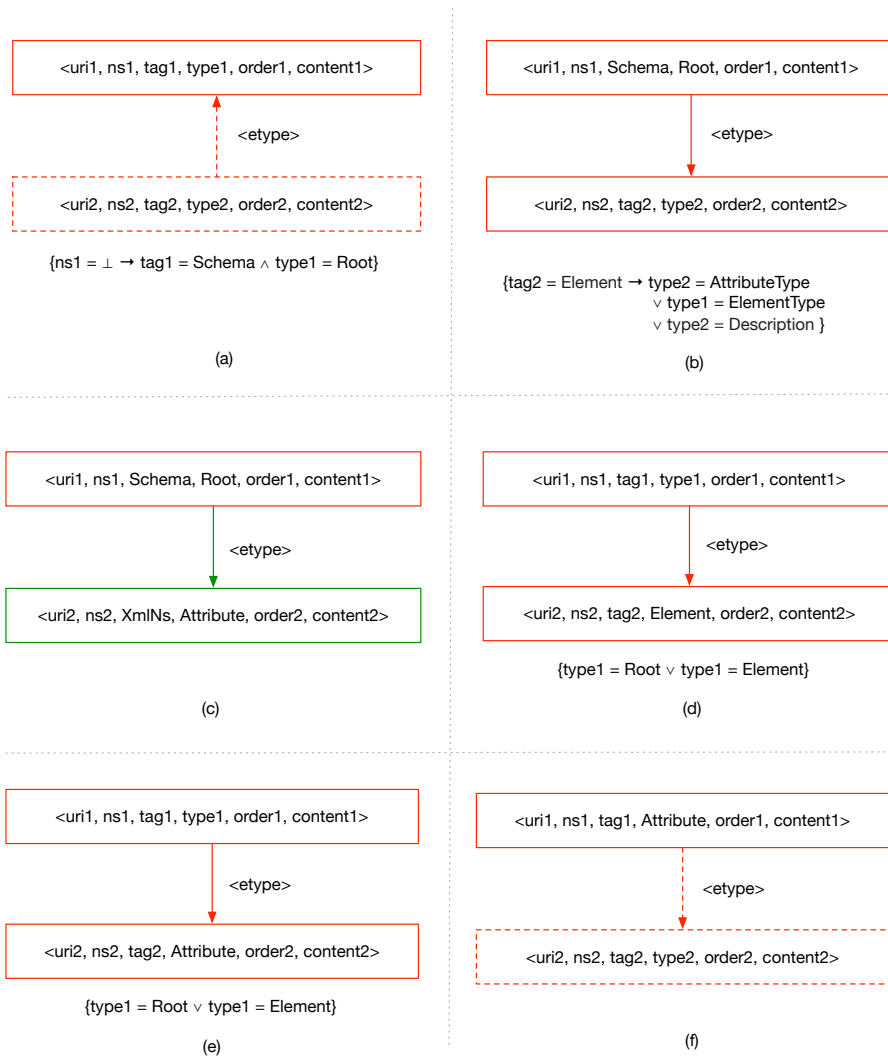 <uri1, ns1, tag1, type1, order1, content1>
<etype>
<uri2, ns2, tag2, type2, order2, content2>
{ns1 = ⊥ → tag1 = Schema ∧ type1 = Root}
(a)
<uri1, ns1, Schema, Root, order1, content1>
<etype>
<uri2, ns2, tag2, type2, order2, content2>
{tag2 = Element → type2 = AttributeType
∨ type1 = ElementType
∨ type2 = Description }
(b)
<uri1, ns1, Schema, Root, order1, content1>
<etype>
<uri2, ns2, XmlNs, Attribute, order2, content2>
(c)
<uri1, ns1, tag1, type1, order1, content1>
<etype>
<uri2, ns2, tag2, Element, order2, content2>
{type1 = Root ∨ type1 = Element}
(d)
<uri1, ns1, tag1, type1, order1, content1>
<etype>
<uri2, ns2, tag2, Attribute, order2, content2>
{type1 = Root ∨ type1 = Element}
(e)
<uri1, ns1, tag1, Attribute, order1, content1>
<etype>
<uri2, ns2, tag2, type2, order2, content2>
(f)